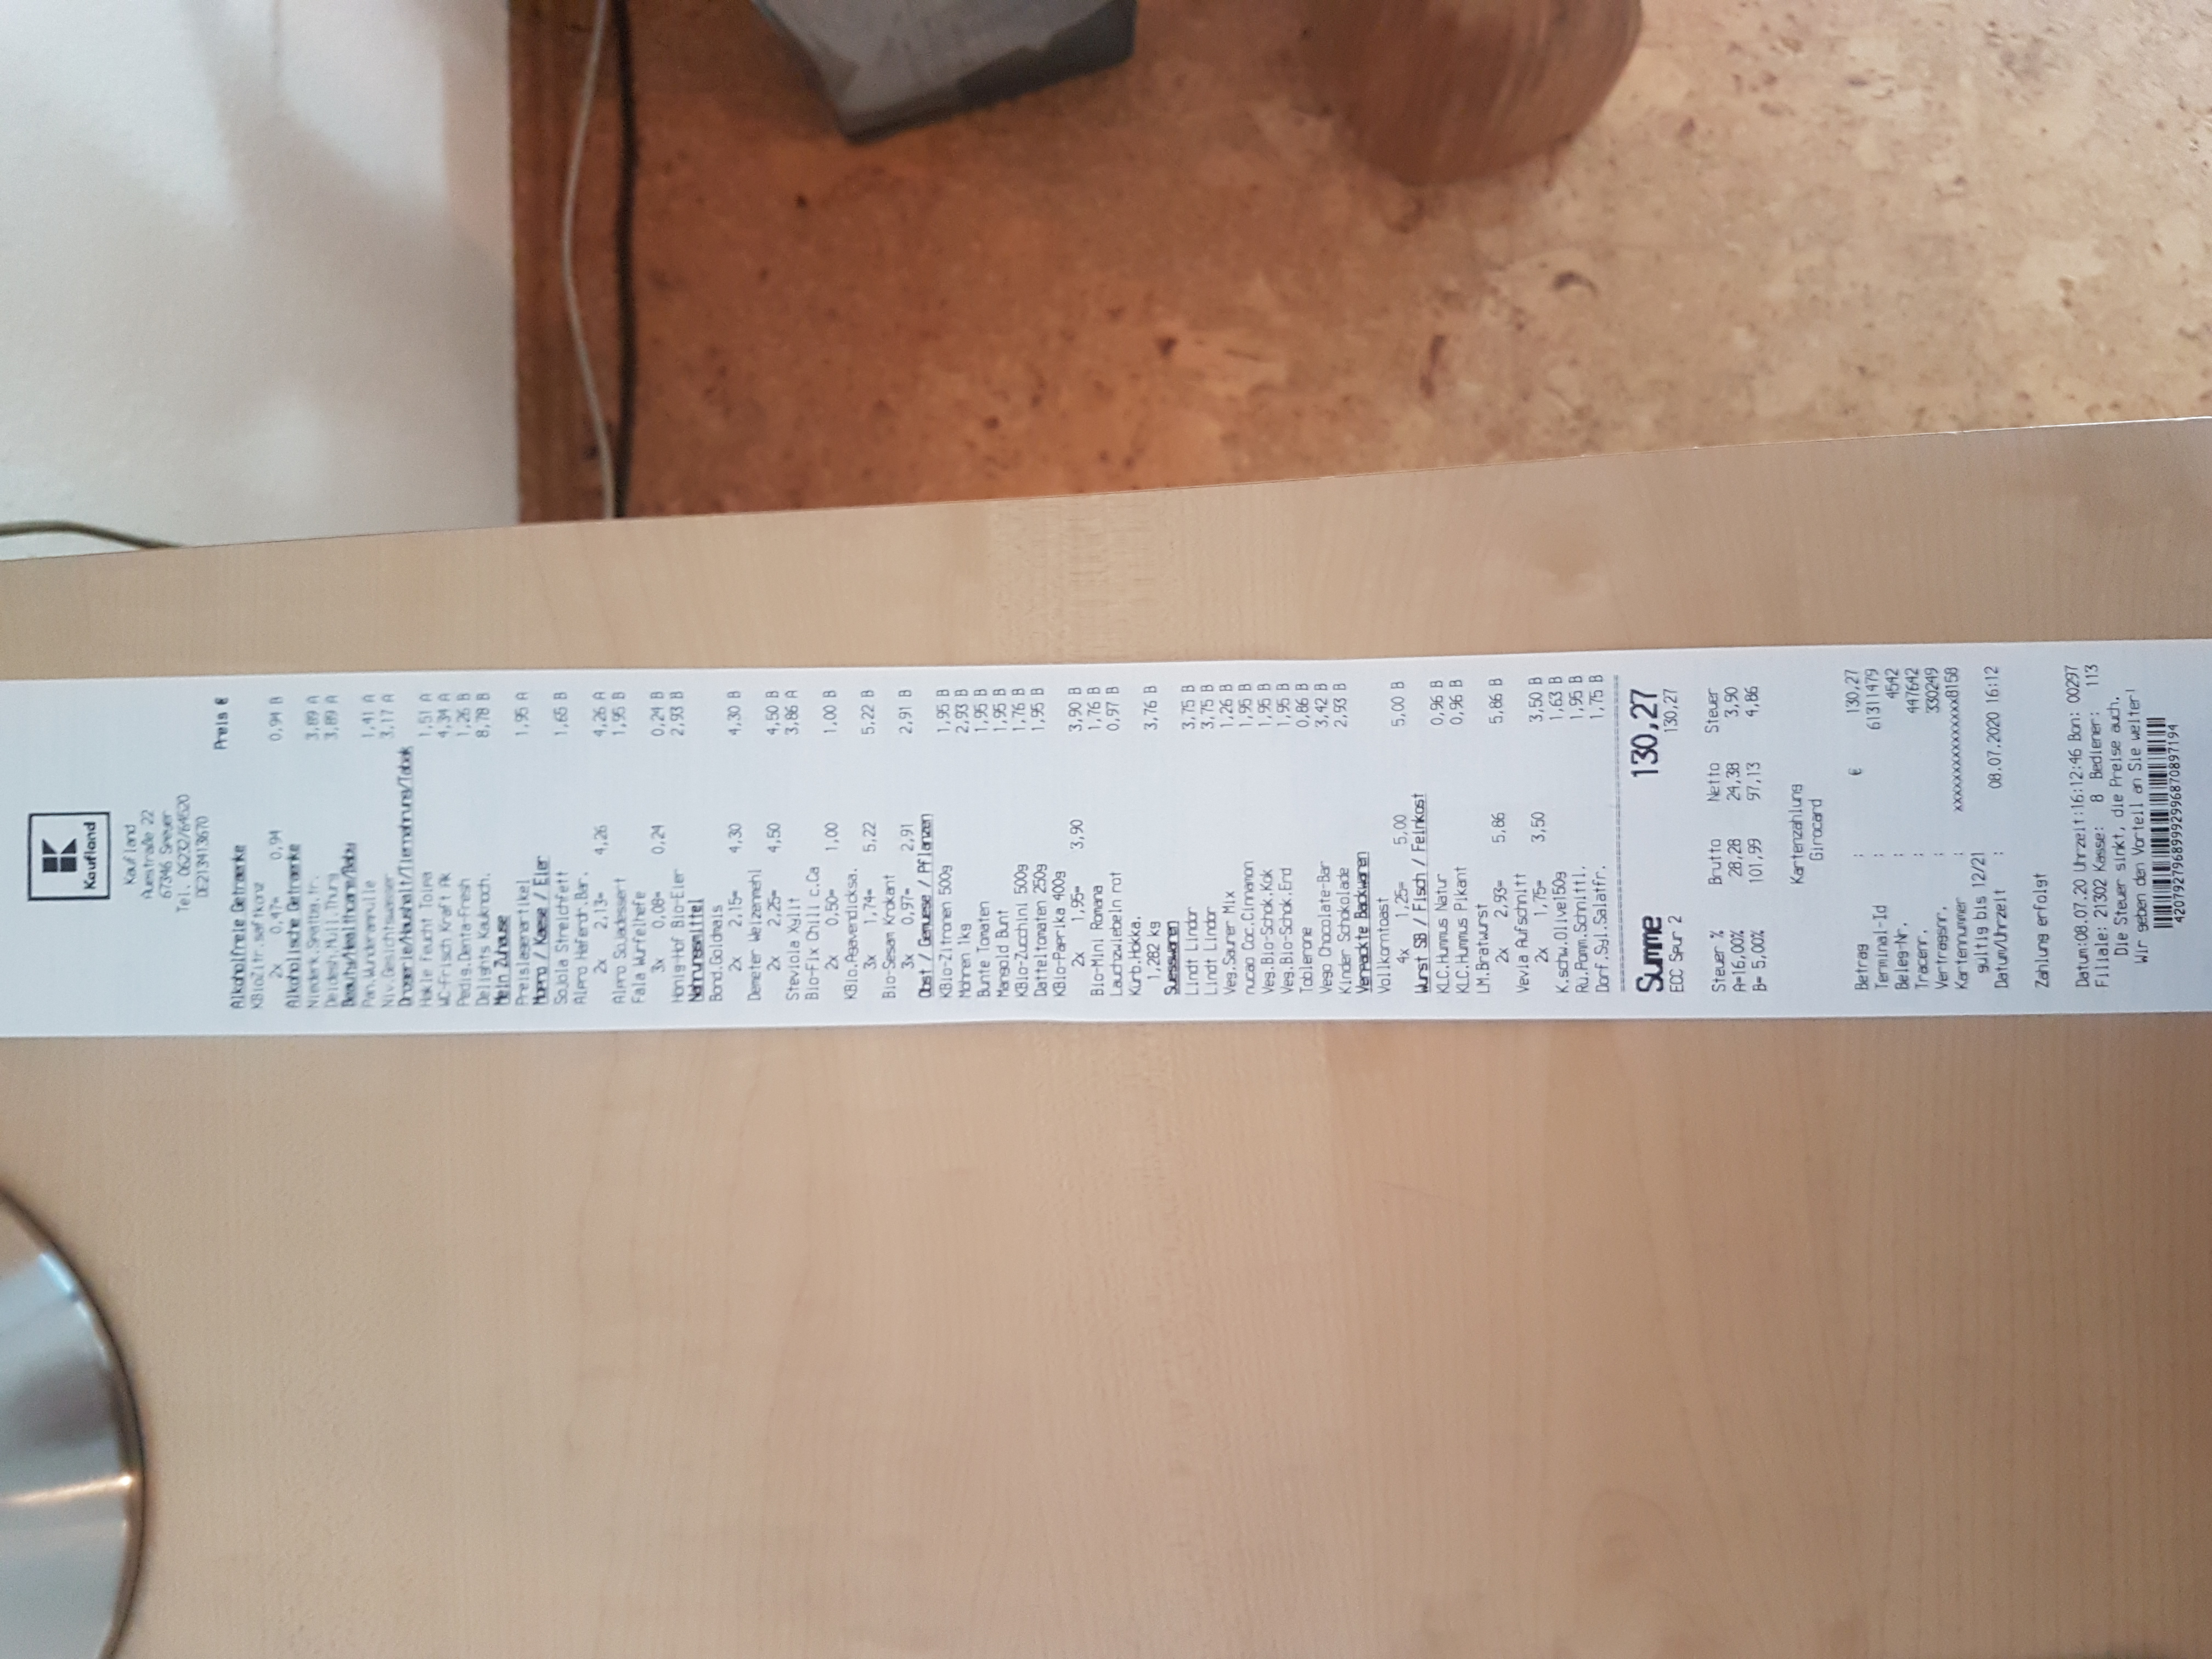 Kaufland
Kaufland
Auestraße 22
67346 Speyer
Tel. 06232/64520
DE213413670
Preis €
Alkoholfreie Getraenke
KBioZitr.saftkonz
2x 0,47= 0,94 0,94 B
Alkoholische Getraenke
Niederk.Spätbg.tr. 3,89 A
Deidesh.Müll.Thurg 3,89 A
Beauty/Healthcare/Baby
Pan.Wunderampulle 1,41 A
Niv.Gesichtswasser 3,17 A
Drogerie/Haushalt/Tiernahrung/Tabak
Hakle Feucht Toipa 1,51 A
WC-Frisch Kraft Ak 4,34 A
Pedig.Denta-Fresh 1,26 B
Delights Kauknoch. 8,78 B
Mein Zuhause
Preislagenartikel 1,95 A
Mopro / Kaese / Eier
Sojola Streichfett 1,65 B
Alpro Haferdr.Bar.
2x 2,13= 4,26 4,26 A
Alpro Sojadessert 1,95 B
Fala Würfelhefe
3x 0,08= 0,24 0,24 B
Honig-Hof Bio-Eier 2,93 B
Nahrungsmittel
Bond.Goldmais
2x 2,15= 4,30 4,30 B
Demeter Weizenmehl
2x 2,25= 4,50 4,50 B
Steviola Xylit 3,86 A
Bio-Fix Chili c.Ca
2x 0,50= 1,00 1,00 B
KBio.Agavendicksa.
3x 1,74= 5,22 5,22 B
Bio-Sesam Krokant
3x 0,97= 2,91 2,91 B
Obst / Gemuese / Pflanzen
KBio-Zitronen 500g 1,95 B
Möhren 1kg 2,93 B
Bunte Tomaten 1,95 B
Mangold Bunt 1,95 B
KBio-Zucchini 500g 1,76 B
Datteltomaten 250g 1,95 B
KBio-Paprika 400g
2x 1,95= 3,90 3,90 B
Bio-Mini Romana 1,76 B
Lauchzwiebeln rot 0,97 B
Kürb.Hokka.
1,282 kg 3,76 B
Suesswaren
Lindt Lindor 3,75 B
Lindt Lindor 3,75 B
Veg.Saurer Mix 1,26 B
nucao Coc.Cinnamon 1,95 B
Veg.Bio-Schok.Kok 1,95 B
Veg.Bio-Schok.Erd 1,95 B
Toblerone 0,86 B
Vego Chocolate-Bar 3,42 B
Kinder Schokolade 2,93 B
Verpackte Backwaren
Vollkorntoast
4x 1,25= 5,00 5,00 B
Wurst SB / Fisch / Feinkost
KLC.Hummus Natur 0,96 B
KLC.Hummus Pikant 0,96 B
LM.Bratwurst
2x 2,93= 5,86 5,86 B
Vevia Aufschnitt
2x 1,75= 3,50 3,50 B
K.schw.Olive150g 1,63 B
Rü.Pomm.Schnittl. 1,95 B
Dorf.Syl.Salatfr. 1,75 B
Summe 130,27
ECC Spur 2 130,27
Steuer % Brutto Netto Steuer
A=16,00% 28,28 24,38 3,90
B= 5,00% 101,99 97,13 4,86
Kartenzahlung
Girocard
Betrag : € 130,27
Terminal-Id : 61311479
Beleg-Nr. : 4542
Tracenr. : 447642
Vertragsnr. : 330249
Kartennummer : xxxxxxxxxxxxxxx8158
gültig bis 12/21
Datum/Uhrzeit : 08.07.2020 16:12
Zahlung erfolgt
Datum:08.07.20 Uhrzeit:16:12:46 Bon: 00297
Filiale: 21302 Kasse: 8 Bediener: 113
Die Steuer sinkt, die Preise auch.
Wir geben den Vorteil an Sie weiter!
42079279689992996870897194